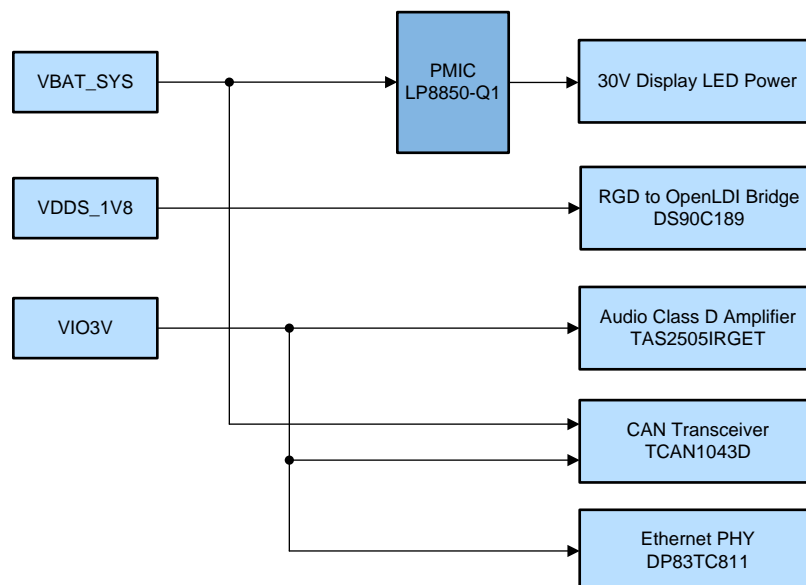 VBAT_SYS
PMIC
LP8850-Q1
30V Display LED Power
VDDS_1V8
RGD to OpenLDI Bridge
DS90C189
VIO3V
Audio Class D Amplifier
TAS2505IRGET
CAN Transceiver
TCAN1043D
Ethernet PHY
DP83TC811